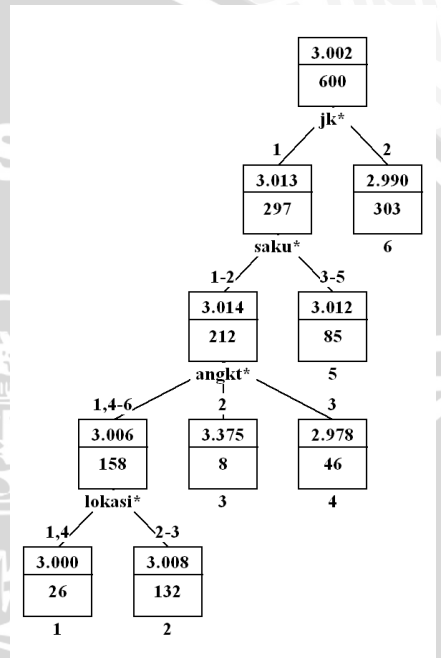 3.002
600
jk*
1 2
3.013 2.990
297 303
saku* 6
1-2 3-5
3.014 3.012
212 85
angkt* 5
1,4-6 2 3
3.006 3.375 2.978
158 8 46
lokasi* 3 4
1,4 2-3
3.000 3.008
26 132
1 2